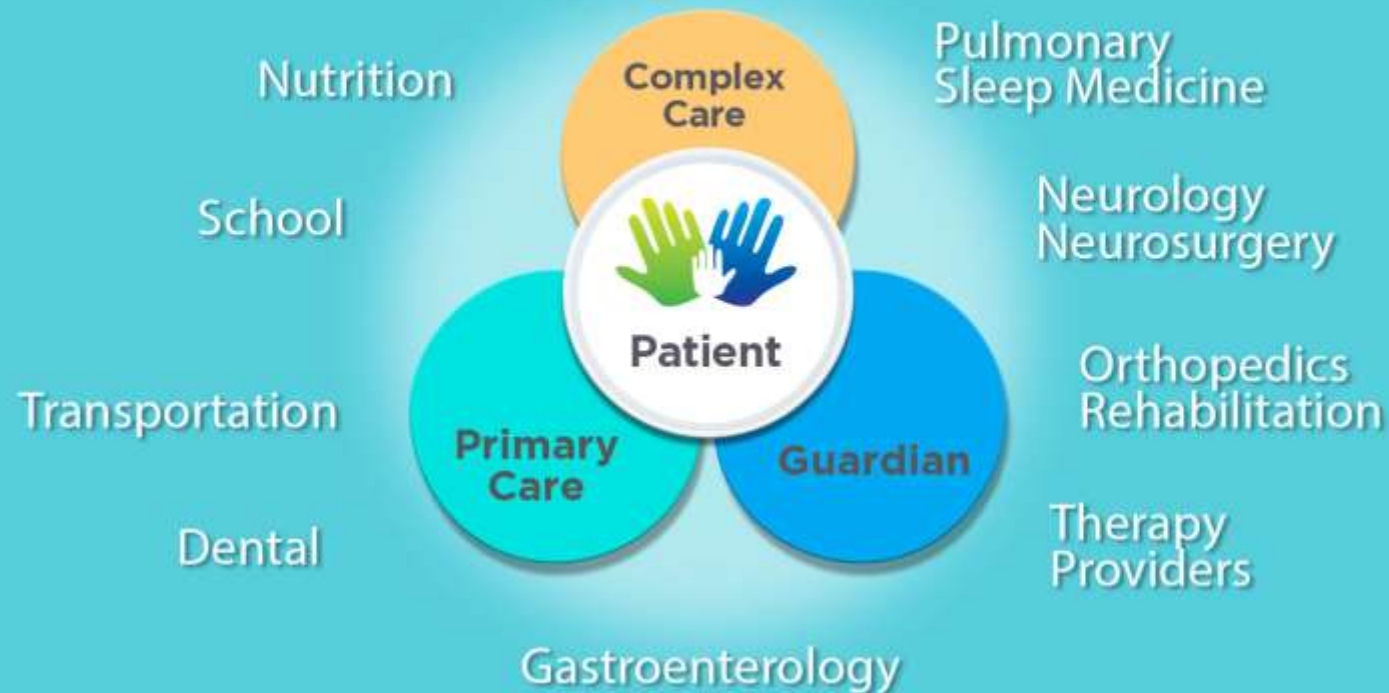 Nutrition
Complex
Care
Pulmonary
Sleep Medicine
School
Neurology
Neurosurgery
Patient
Transportation
Orthopedics
Rehabilitation
Primary
Care
Guardian
Dental
Therapy
Providers
Gastroenterology